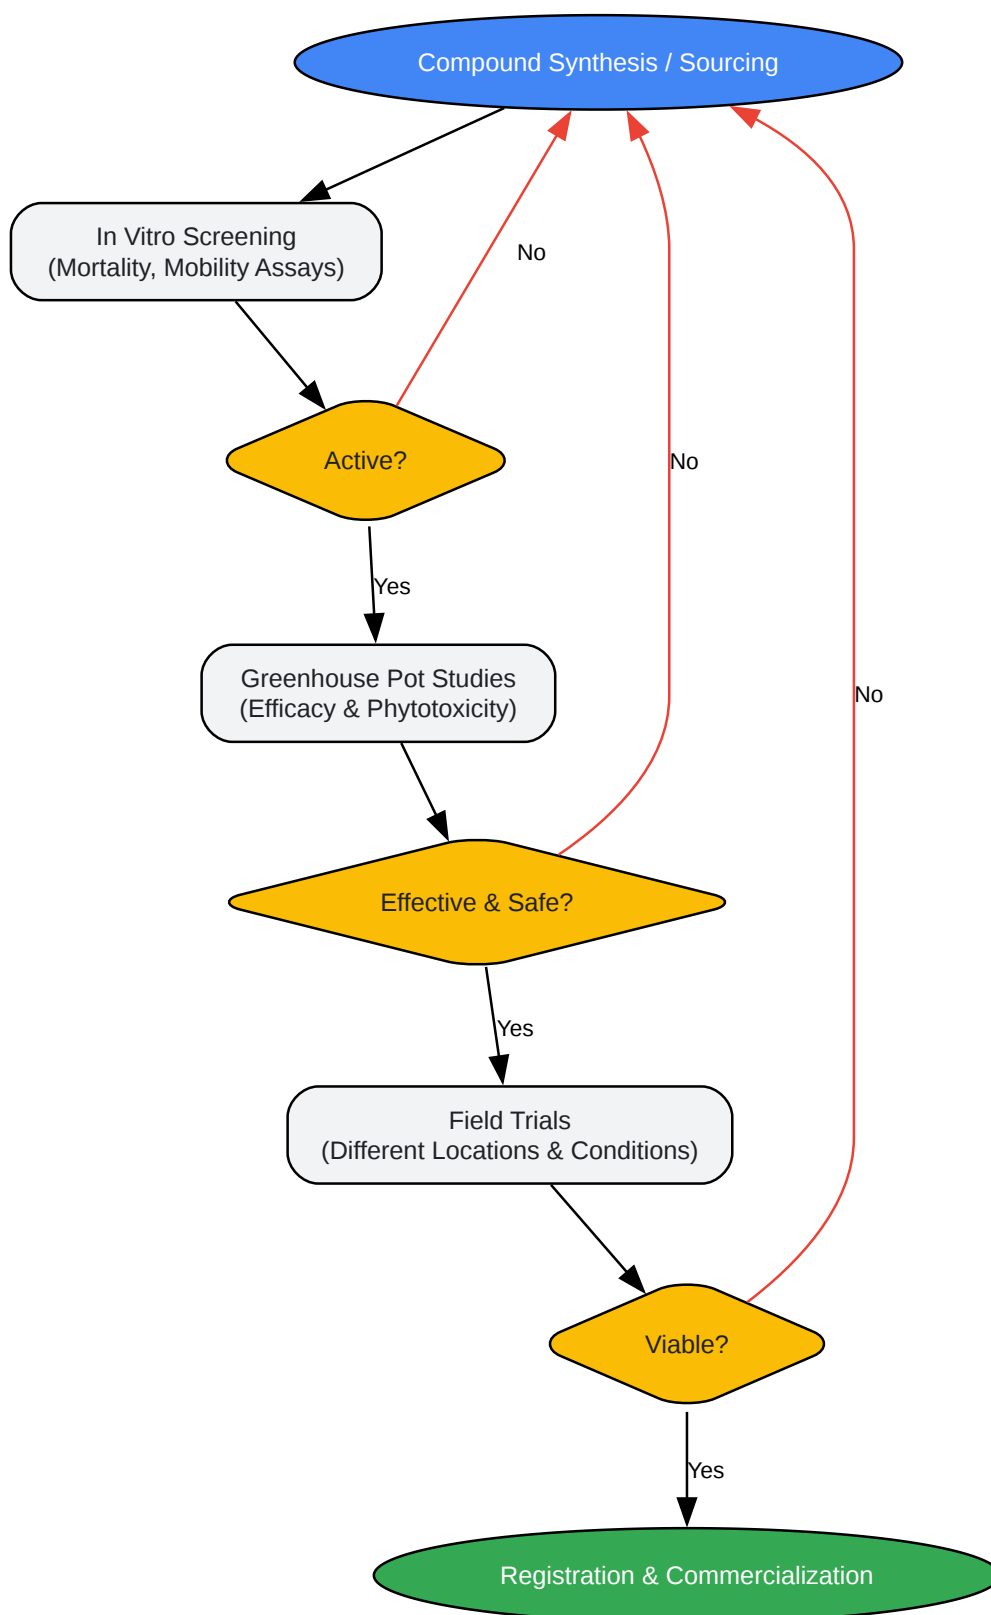 Compound Synthesis / Sourcing
In Vitro Screening
(Mortality, Mobility Assays)
No
Active?
No
Yes
Greenhouse Pot Studies
(Efficacy & Phytotoxicity)
No
Effective & Safe?
Yes
Field Trials
(Different Locations & Conditions)
Viable?
Yes
Registration & Commercialization